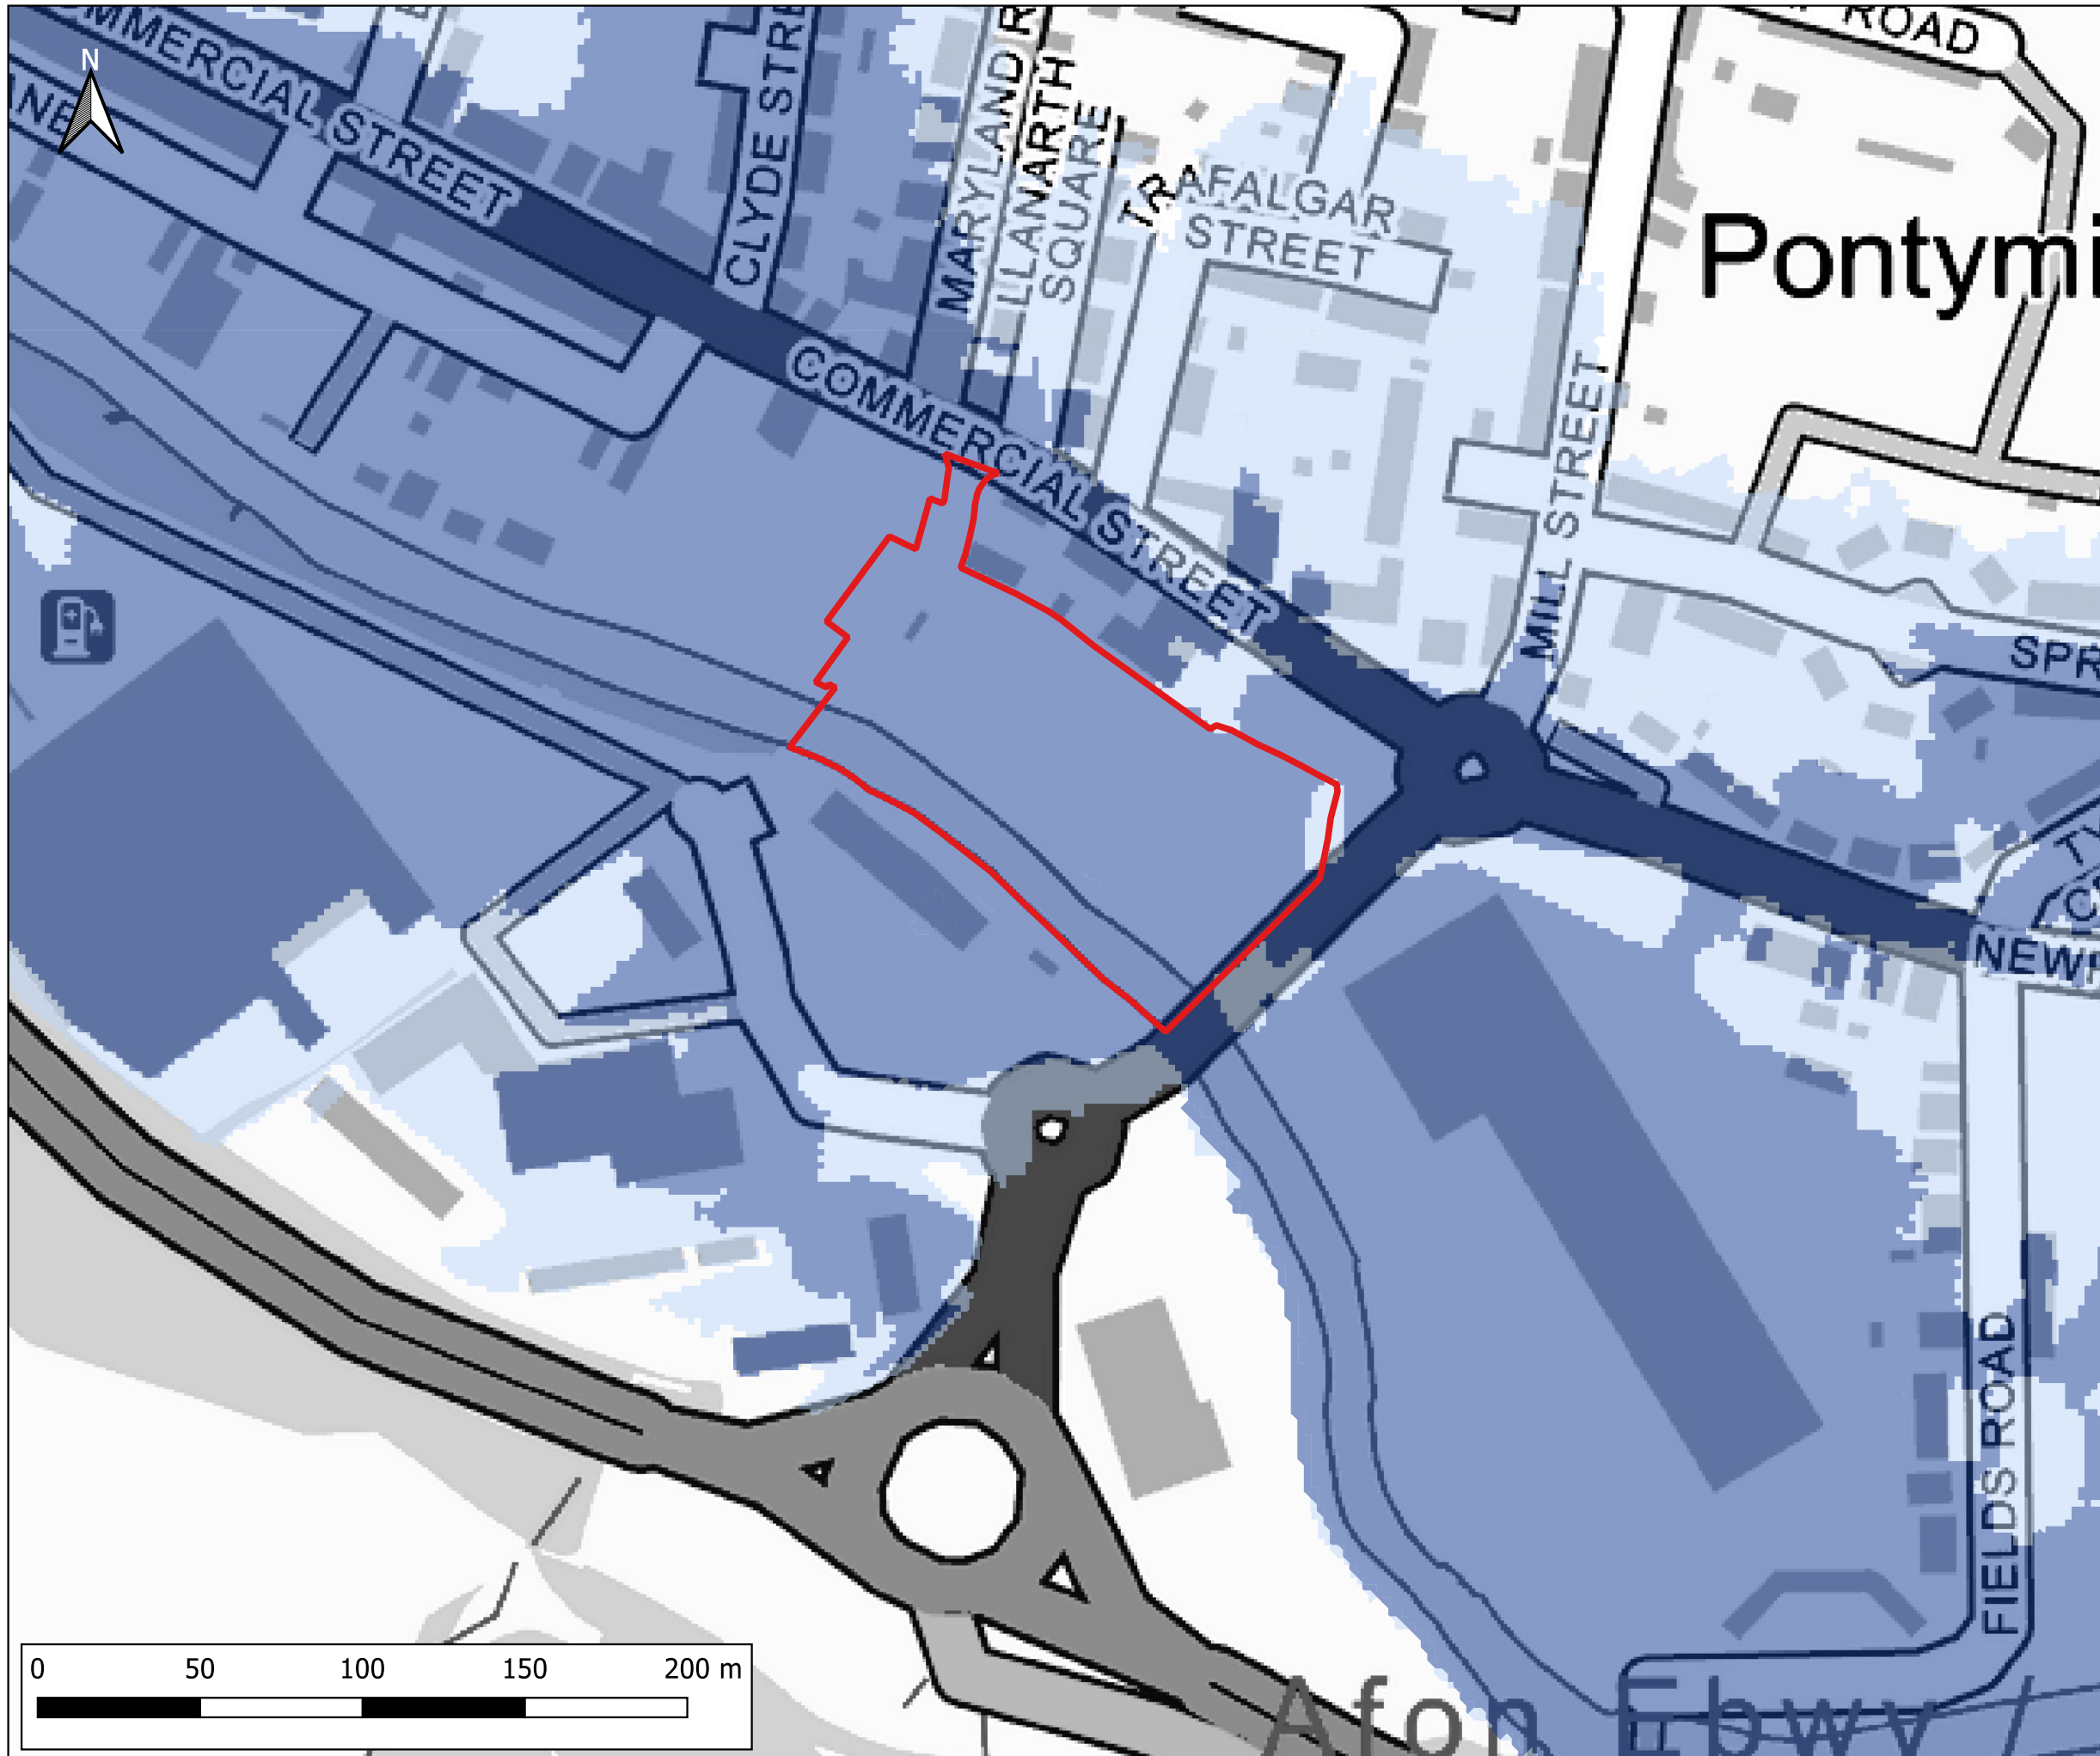 ROAD
N
COMMERCIAL STREET
CLYDE STRE
MARYLAND R
LLANARTH
SQUARE
TRAFALGAR
STREET
Pontymi
COMMERCIAL STREET
MILL STREET
SPR
NEWP
FIELDS ROAD
0 50 100 150 200 m
Afon Ebwy /